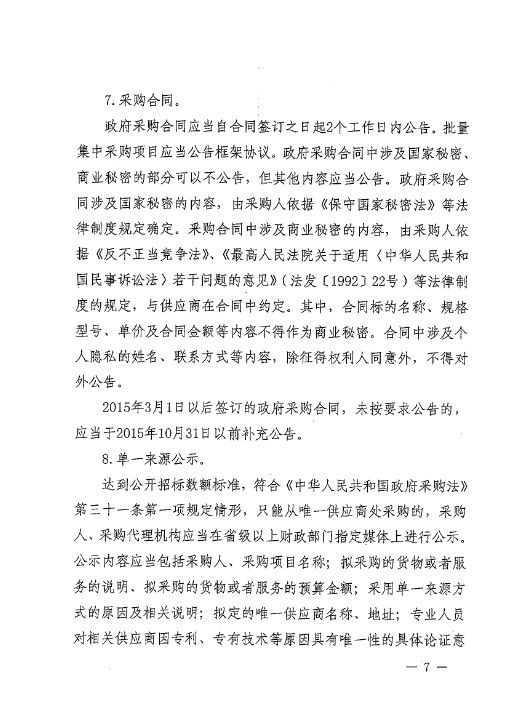 7.采购合同。
政府采购合同应当自合同签订之日起2个工作日内公告。批量
集中采购项目应当公告框架协议。政府采购合同中涉及国家秘密、
商业秘密的部分可以不公告，但其他内容应当公告。政府采购合
同涉及国家秘密的内容，由采购人依据《保守国家秘密法》等法
律制度规定确定。采购合同中涉及商业秘密的内容，由采购人依
据《反不正当竞争法》、《最高人民法院关于适用〈中华人民共和
国民事诉讼法〉若干问题的意见》（法发〔1992〕22号）等法律制
度的规定，与供应商在合同中约定。其中，合同标的名称、规格
型号、单价及合同金额等内容不得作为商业秘密。合同中涉及个
人隐私的姓名、联系方式等内容，除征得权利人同意外，不得对
外公告。
2015年3月1日以后签订的政府采购合同，未按要求公告的，
应当于2015年10月31日以前补充公告。
8.单一来源公示。
达到公开招标数额标准，符合《中华人民共和国政府采购法》
第三十一条第一项规定情形，只能从唯一供应商处采购的，采购
人、采购代理机构应当在省级以上财政部门指定媒体上进行公示。
公示内容应当包括采购人、采购项目名称；拟采购的货物或者服
务的说明、拟采购的货物或者服务的预算金额；采用单一来源方
式的原因及相关说明；拟定的唯一供应商名称、地址；专业人员
对相关供应商因专利、专有技术等原因具有唯一性的具体论证意
— 7 —